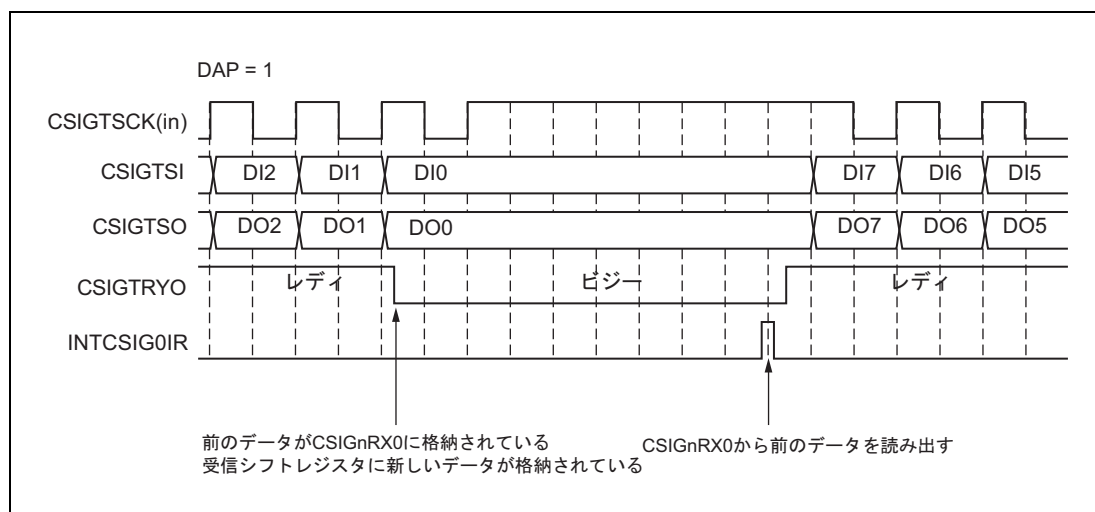 DAP = 1
CSIGTSCK(in)
CSIGTSI DI2 DI1 DI0 DI7 DI6 DI5
CSIGTSO DO2 DO1 DO0 DO7 DO6 DO5
CSIGTRYO レディ ビジー レディ
INTCSIG0IR
前のデータがCSIGnRX0に格納されている
受信シフトレジスタに新しいデータが格納されている
CSIGnRX0から前のデータを読み出す